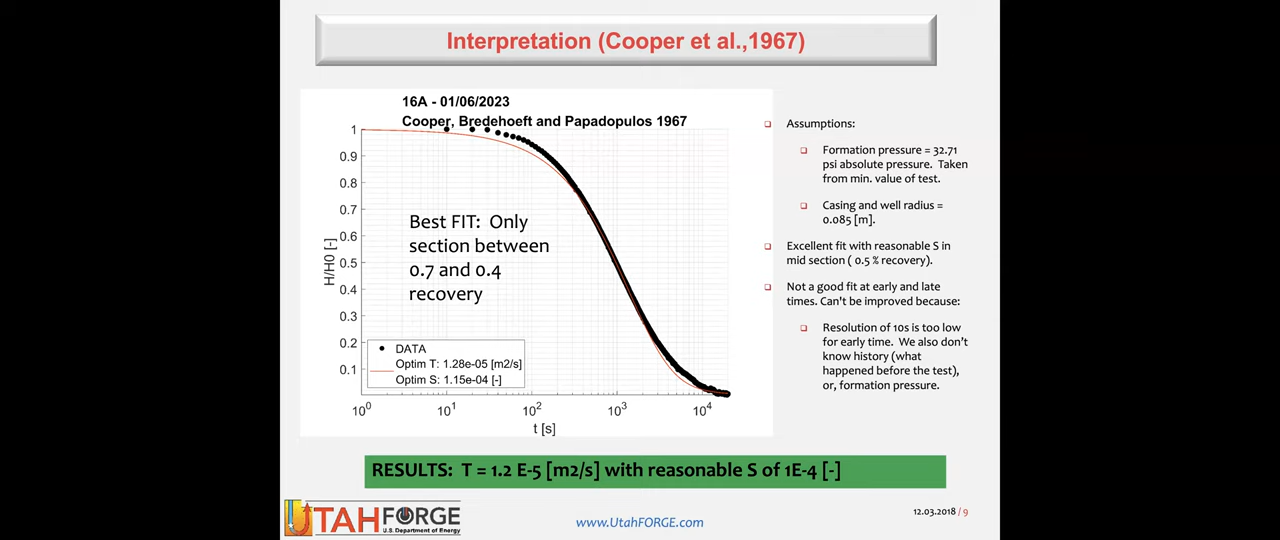 Interpretation (Cooper et al.,1967)
16A - 01/06/2023
Cooper, Bredehoeft and Papadopulos 1967
1
0.9
0.8
0.7
0.6
0.5
0.4
0.3
0.2
0.1
H/H0 [-]
Best FIT: Only
section between
0.7 and 0.4
recovery
DATA
Optim T: 1.28e-05 [m2/s]
Optim S: 1.15e-04 [-]
10^0 10^1 10^2 10^3 10^4
t [s]
Assumptions:
Formation pressure = 32.71
psi absolute pressure. Taken
from min. value of test.
Casing and well radius =
0.085 [m].
Excellent fit with reasonable S in
mid section ( 0.5 % recovery).
Not a good fit at early and late
times. Can't be improved because:
Resolution of 10s is too low
for early time. We also don't
know history (what
happened before the test),
or, formation pressure.
RESULTS: T = 1.2 E-5 [m2/s] with reasonable S of 1E-4 [-]
UTAH FORGE
U.S. Department of Energy
www.UtahFORGE.com
12.03.2018 / 9